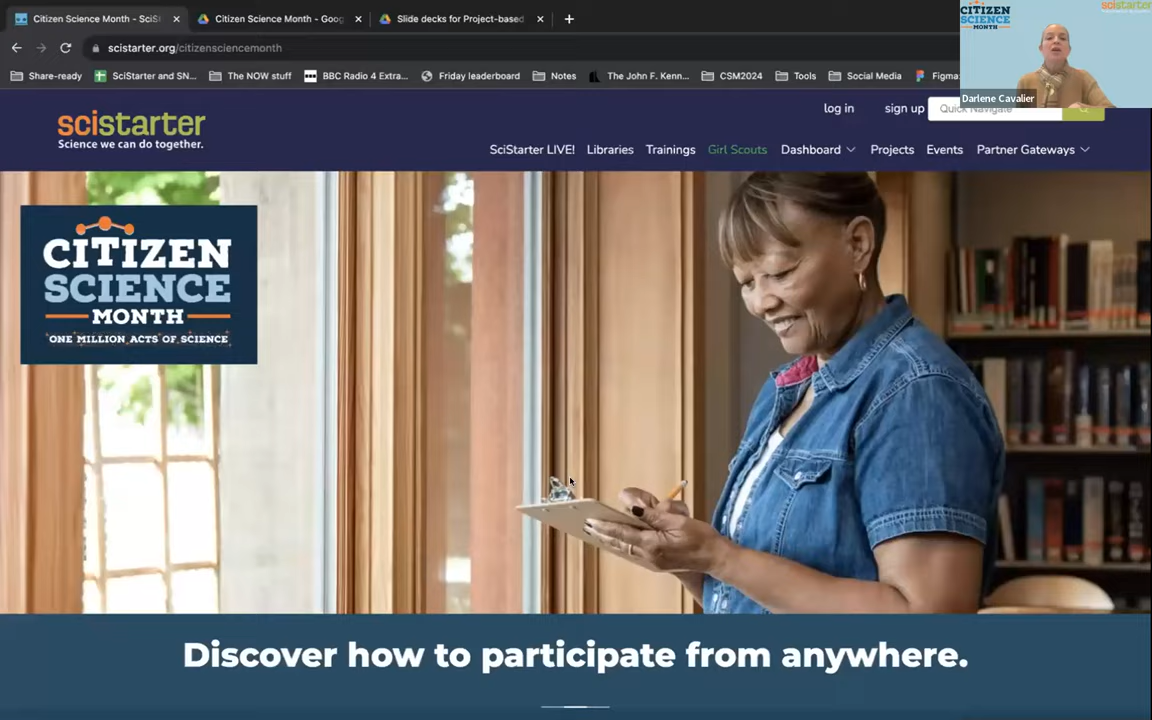 Citizen Science Month - SciS
Citizen Science Month - Goog
Slide decks for Project-based
scistarter.org/citizensciencemonth
Share-ready
SciStarter and SN...
The NOW stuff
BBC Radio 4 Extra...
Friday leaderboard
Notes
The John F. Kenn...
CSM2024
Tools
Social Media
Figma:
CITIZEN
SCIENCE
MONTH
scistarter
Darlene Cavalier
scistarter
Science we can do together.
log in
sign up
Quick Navigate
SciStarter LIVE!
Libraries
Trainings
Girl Scouts
Dashboard
Projects
Events
Partner Gateways
CITIZEN
SCIENCE
MONTH
ONE MILLION ACTS OF SCIENCE
Discover how to participate from anywhere.